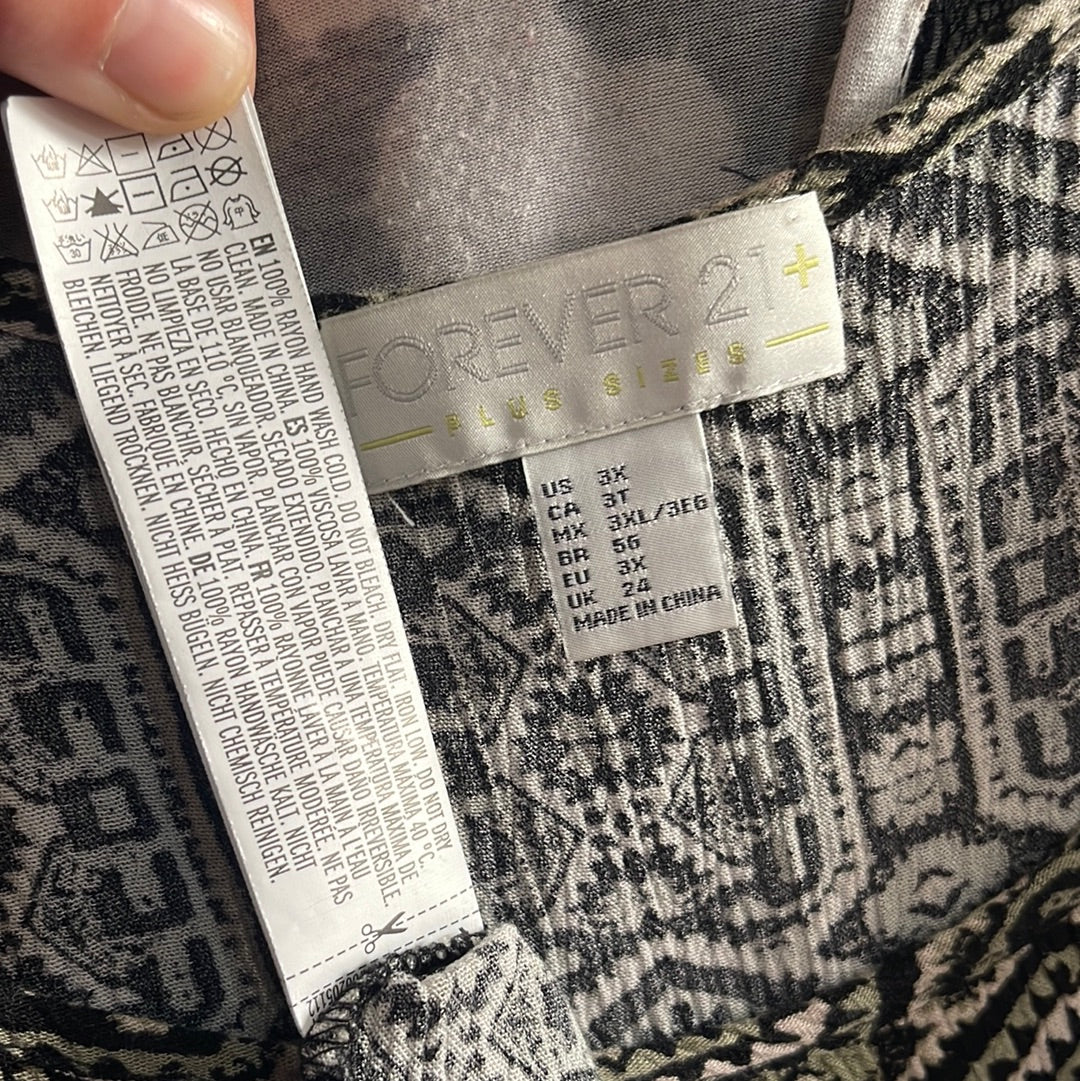 EN 100% RAYON HAND WASH COLD. DO NOT BLEACH. DRY FLAT. IRON LOW. DO NOT DRY
CLEAN. MADE IN CHINA. ES 100% VISCOSA LAVAR A MANO, TEMPERATURA MÁXIMA 40 °C.
NO USAR BLANQUEADOR. SECADO EXTENDIDO. PLANCHAR A UNA TEMPERATURA MAXIMA DE
LA BASE DE 110 °C, SIN VAPOR. PLANCHAR CON VAPOR PUEDE CAUSAR DANO IRREVERSIBLE.
NO LIMPIEZA EN SECO. HECHO EN CHINA. FR 100% RAYONNE LAVER À LA MAIN A L'EAU
FROIDE. NE PAS BLANCHIR. SÉCHER A PLAT. REPASSER A TEMPÉRATURE MODÉRÉE. NE PAS
NETTOYER À SEC. FABRIQUÉ EN CHINE. DE 100% RAYON HANDWÄSCHE KALT. NICHT
BLEICHEN. LIEGEND TROCKNEN. NICHT HESS BÜGELN. NICHT CHEMISCH REINIGEN.
30
FOREVER 21+
PLUS SIZES
US 3X
CA 3T
MX 3XL/3EG
BR 56
EU 3X
UK 24
MADE IN CHINA